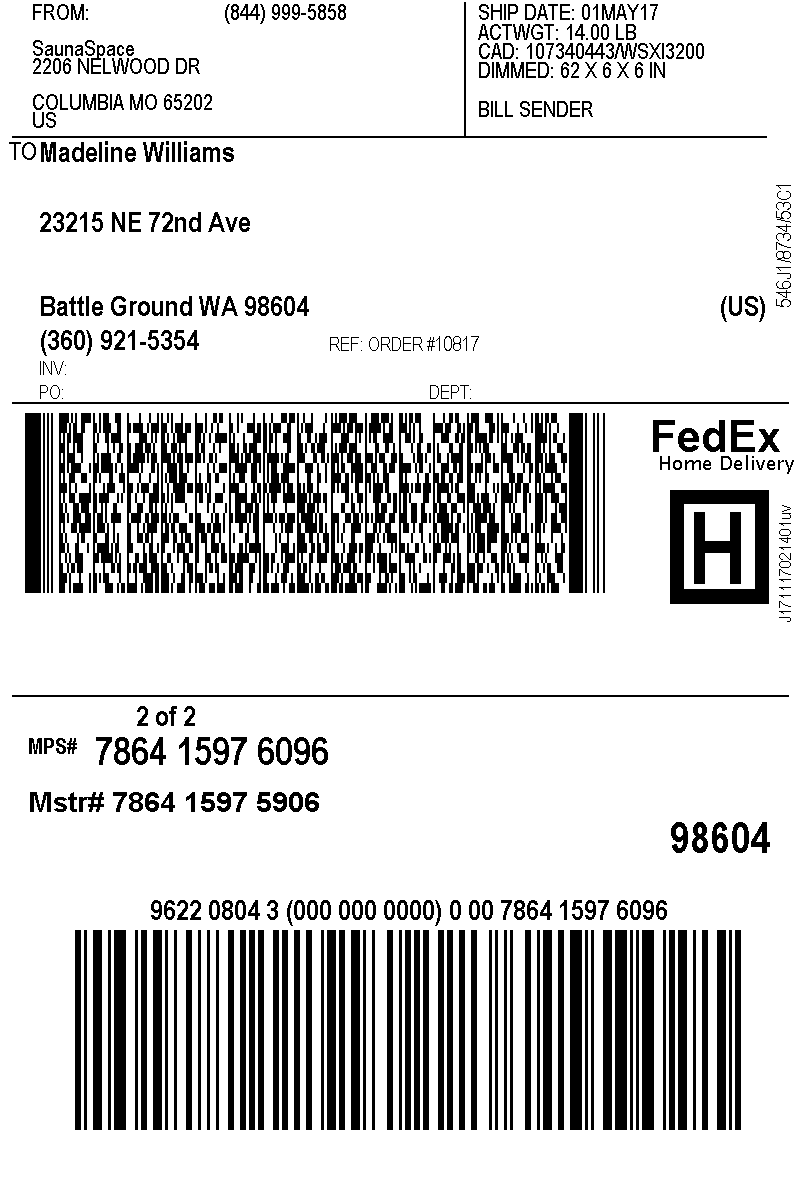 FROM: (844) 999-5858
SaunaSpace
2206 NELWOOD DR
COLUMBIA MO 65202
US
SHIP DATE: 01MAY17
ACTWGT: 14.00 LB
CAD: 107340443/WSXI3200
DIMMED: 62 X 6 X 6 IN
BILL SENDER
TO Madeline Williams
23215 NE 72nd Ave
Battle Ground WA 98604 (US)
(360) 921-5354 REF: ORDER #10817
INV:
PO: DEPT:
546J1/8734/53C1
FedEx
Home Delivery
H
J171117021401uv
2 of 2
MPS# 7864 1597 6096
Mstr# 7864 1597 5906
98604
9622 0804 3 (000 000 0000) 0 00 7864 1597 6096